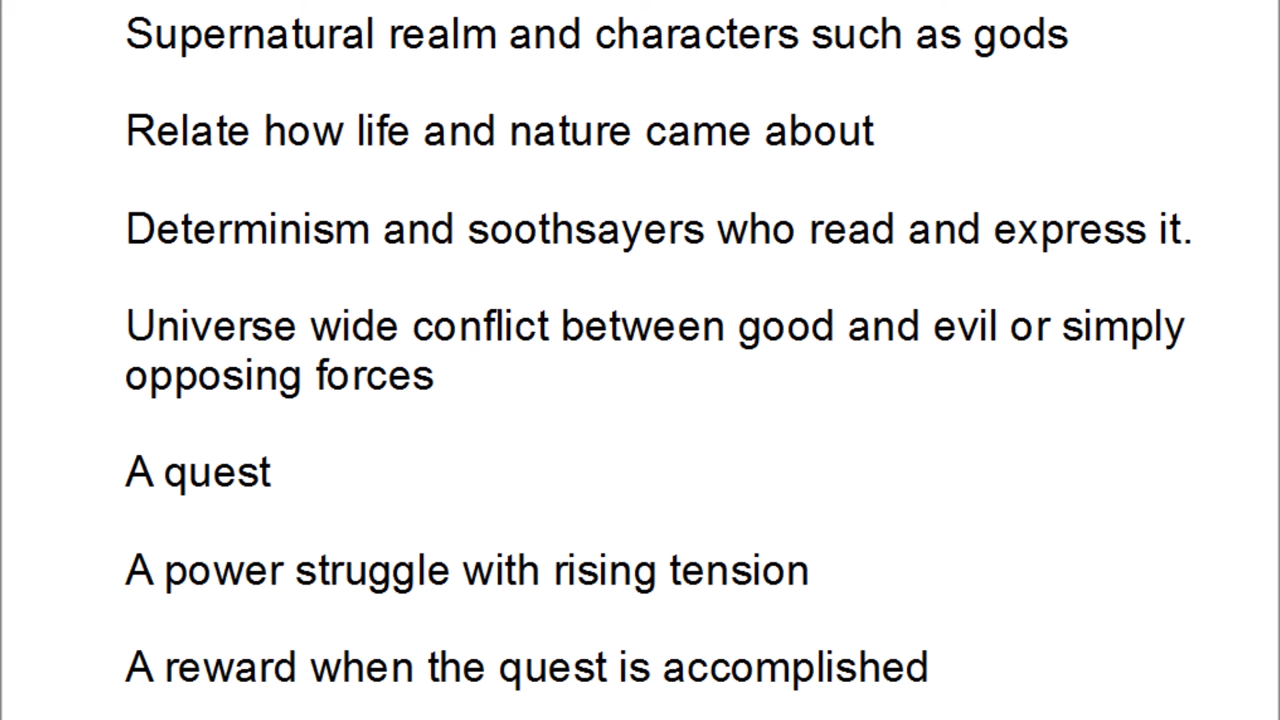 Supernatural realm and characters such as gods
Relate how life and nature came about
Determinism and soothsayers who read and express it.
Universe wide conflict between good and evil or simply
opposing forces
A quest
A power struggle with rising tension
A reward when the quest is accomplished